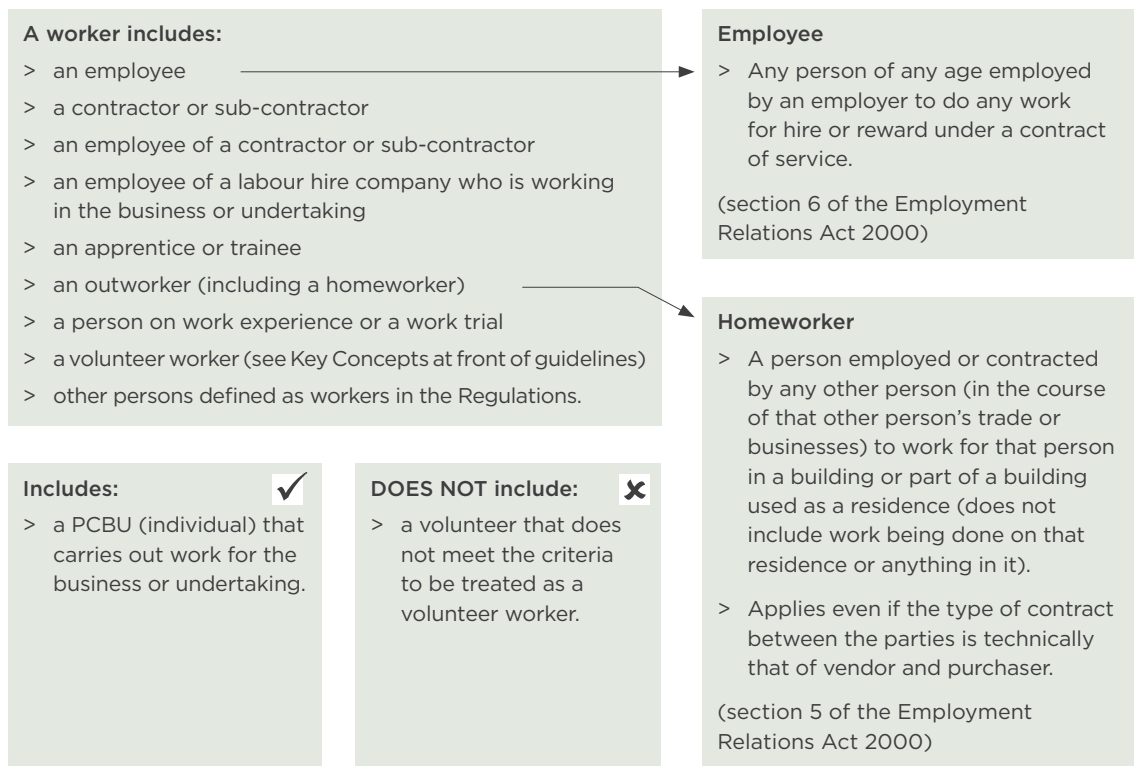 A worker includes:
> an employee
> a contractor or sub-contractor
> an employee of a contractor or sub-contractor
> an employee of a labour hire company who is working
in the business or undertaking
> an apprentice or trainee
> an outworker (including a homeworker)
> a person on work experience or a work trial
> a volunteer worker (see Key Concepts at front of guidelines)
> other persons defined as workers in the Regulations.
Employee
> Any person of any age employed
by an employer to do any work
for hire or reward under a contract
of service.
(section 6 of the Employment
Relations Act 2000)
Homeworker
> A person employed or contracted
by any other person (in the course
of that other person's trade or
businesses) to work for that person
in a building or part of a building
used as a residence (does not
include work being done on that
residence or anything in it).
> Applies even if the type of contract
between the parties is technically
that of vendor and purchaser.
(section 5 of the Employment
Relations Act 2000)
Includes:
> a PCBU (individual) that
carries out work for the
business or undertaking.
DOES NOT include:
> a volunteer that does
not meet the criteria
to be treated as a
volunteer worker.